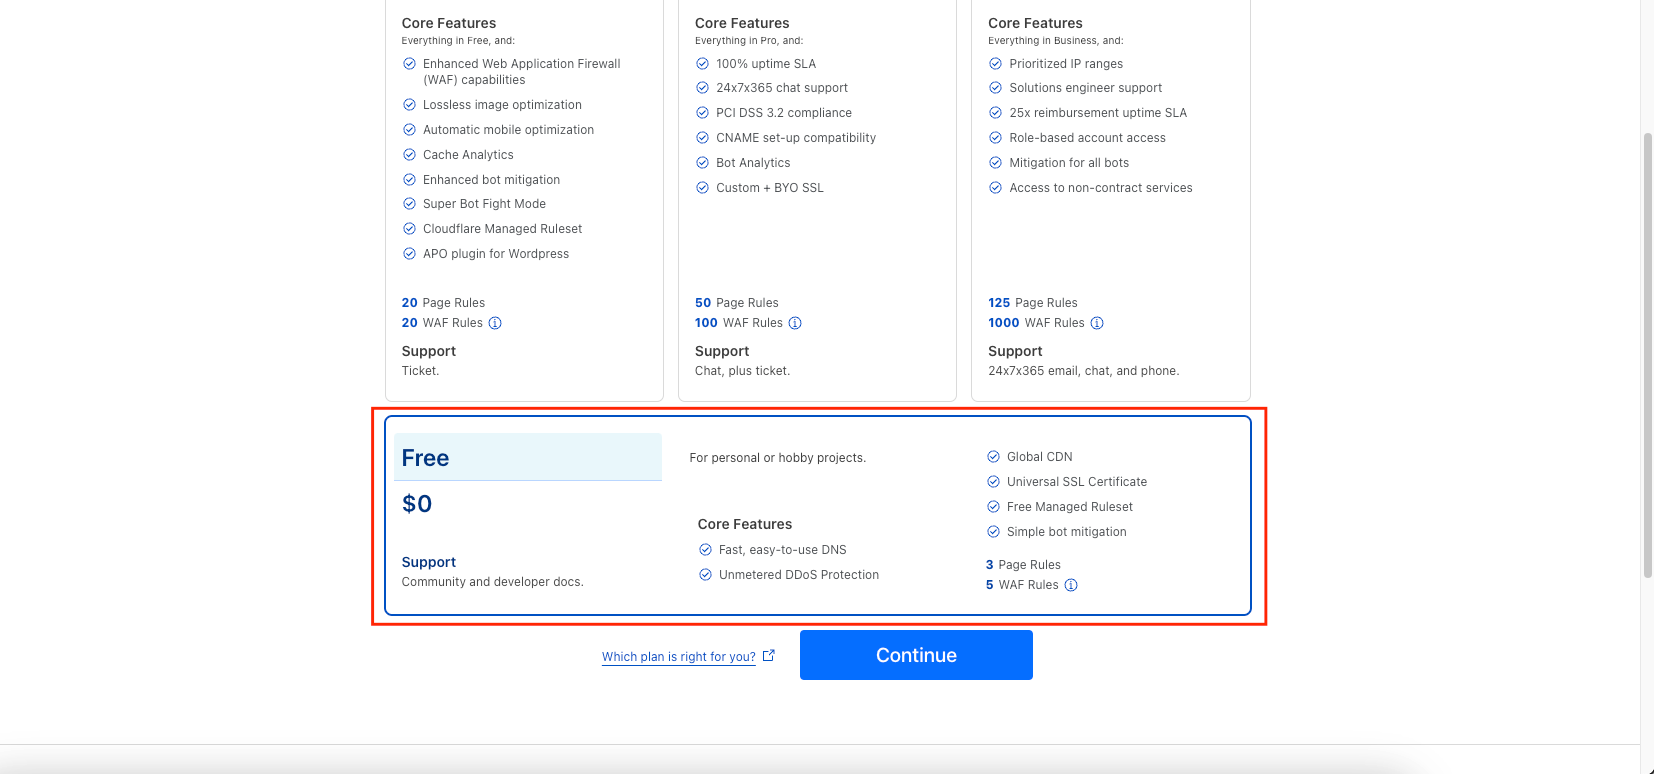 Core Features
Everything in Free, and:
Enhanced Web Application Firewall
(WAF) capabilities
Lossless image optimization
Automatic mobile optimization
Cache Analytics
Enhanced bot mitigation
Super Bot Fight Mode
Cloudflare Managed Ruleset
APO plugin for Wordpress
20 Page Rules
20 WAF Rules
Support
Ticket.
Core Features
Everything in Pro, and:
100% uptime SLA
24x7x365 chat support
PCI DSS 3.2 compliance
CNAME set-up compatibility
Bot Analytics
Custom + BYO SSL
50 Page Rules
100 WAF Rules
Support
Chat, plus ticket.
Core Features
Everything in Business, and:
Prioritized IP ranges
Solutions engineer support
25x reimbursement uptime SLA
Role-based account access
Mitigation for all bots
Access to non-contract services
125 Page Rules
1000 WAF Rules
Support
24x7x365 email, chat, and phone.
Free
$0
Support
Community and developer docs.
For personal or hobby projects.
Core Features
Fast, easy-to-use DNS
Unmetered DDoS Protection
Global CDN
Universal SSL Certificate
Free Managed Ruleset
Simple bot mitigation
3 Page Rules
5 WAF Rules
Which plan is right for you?
Continue